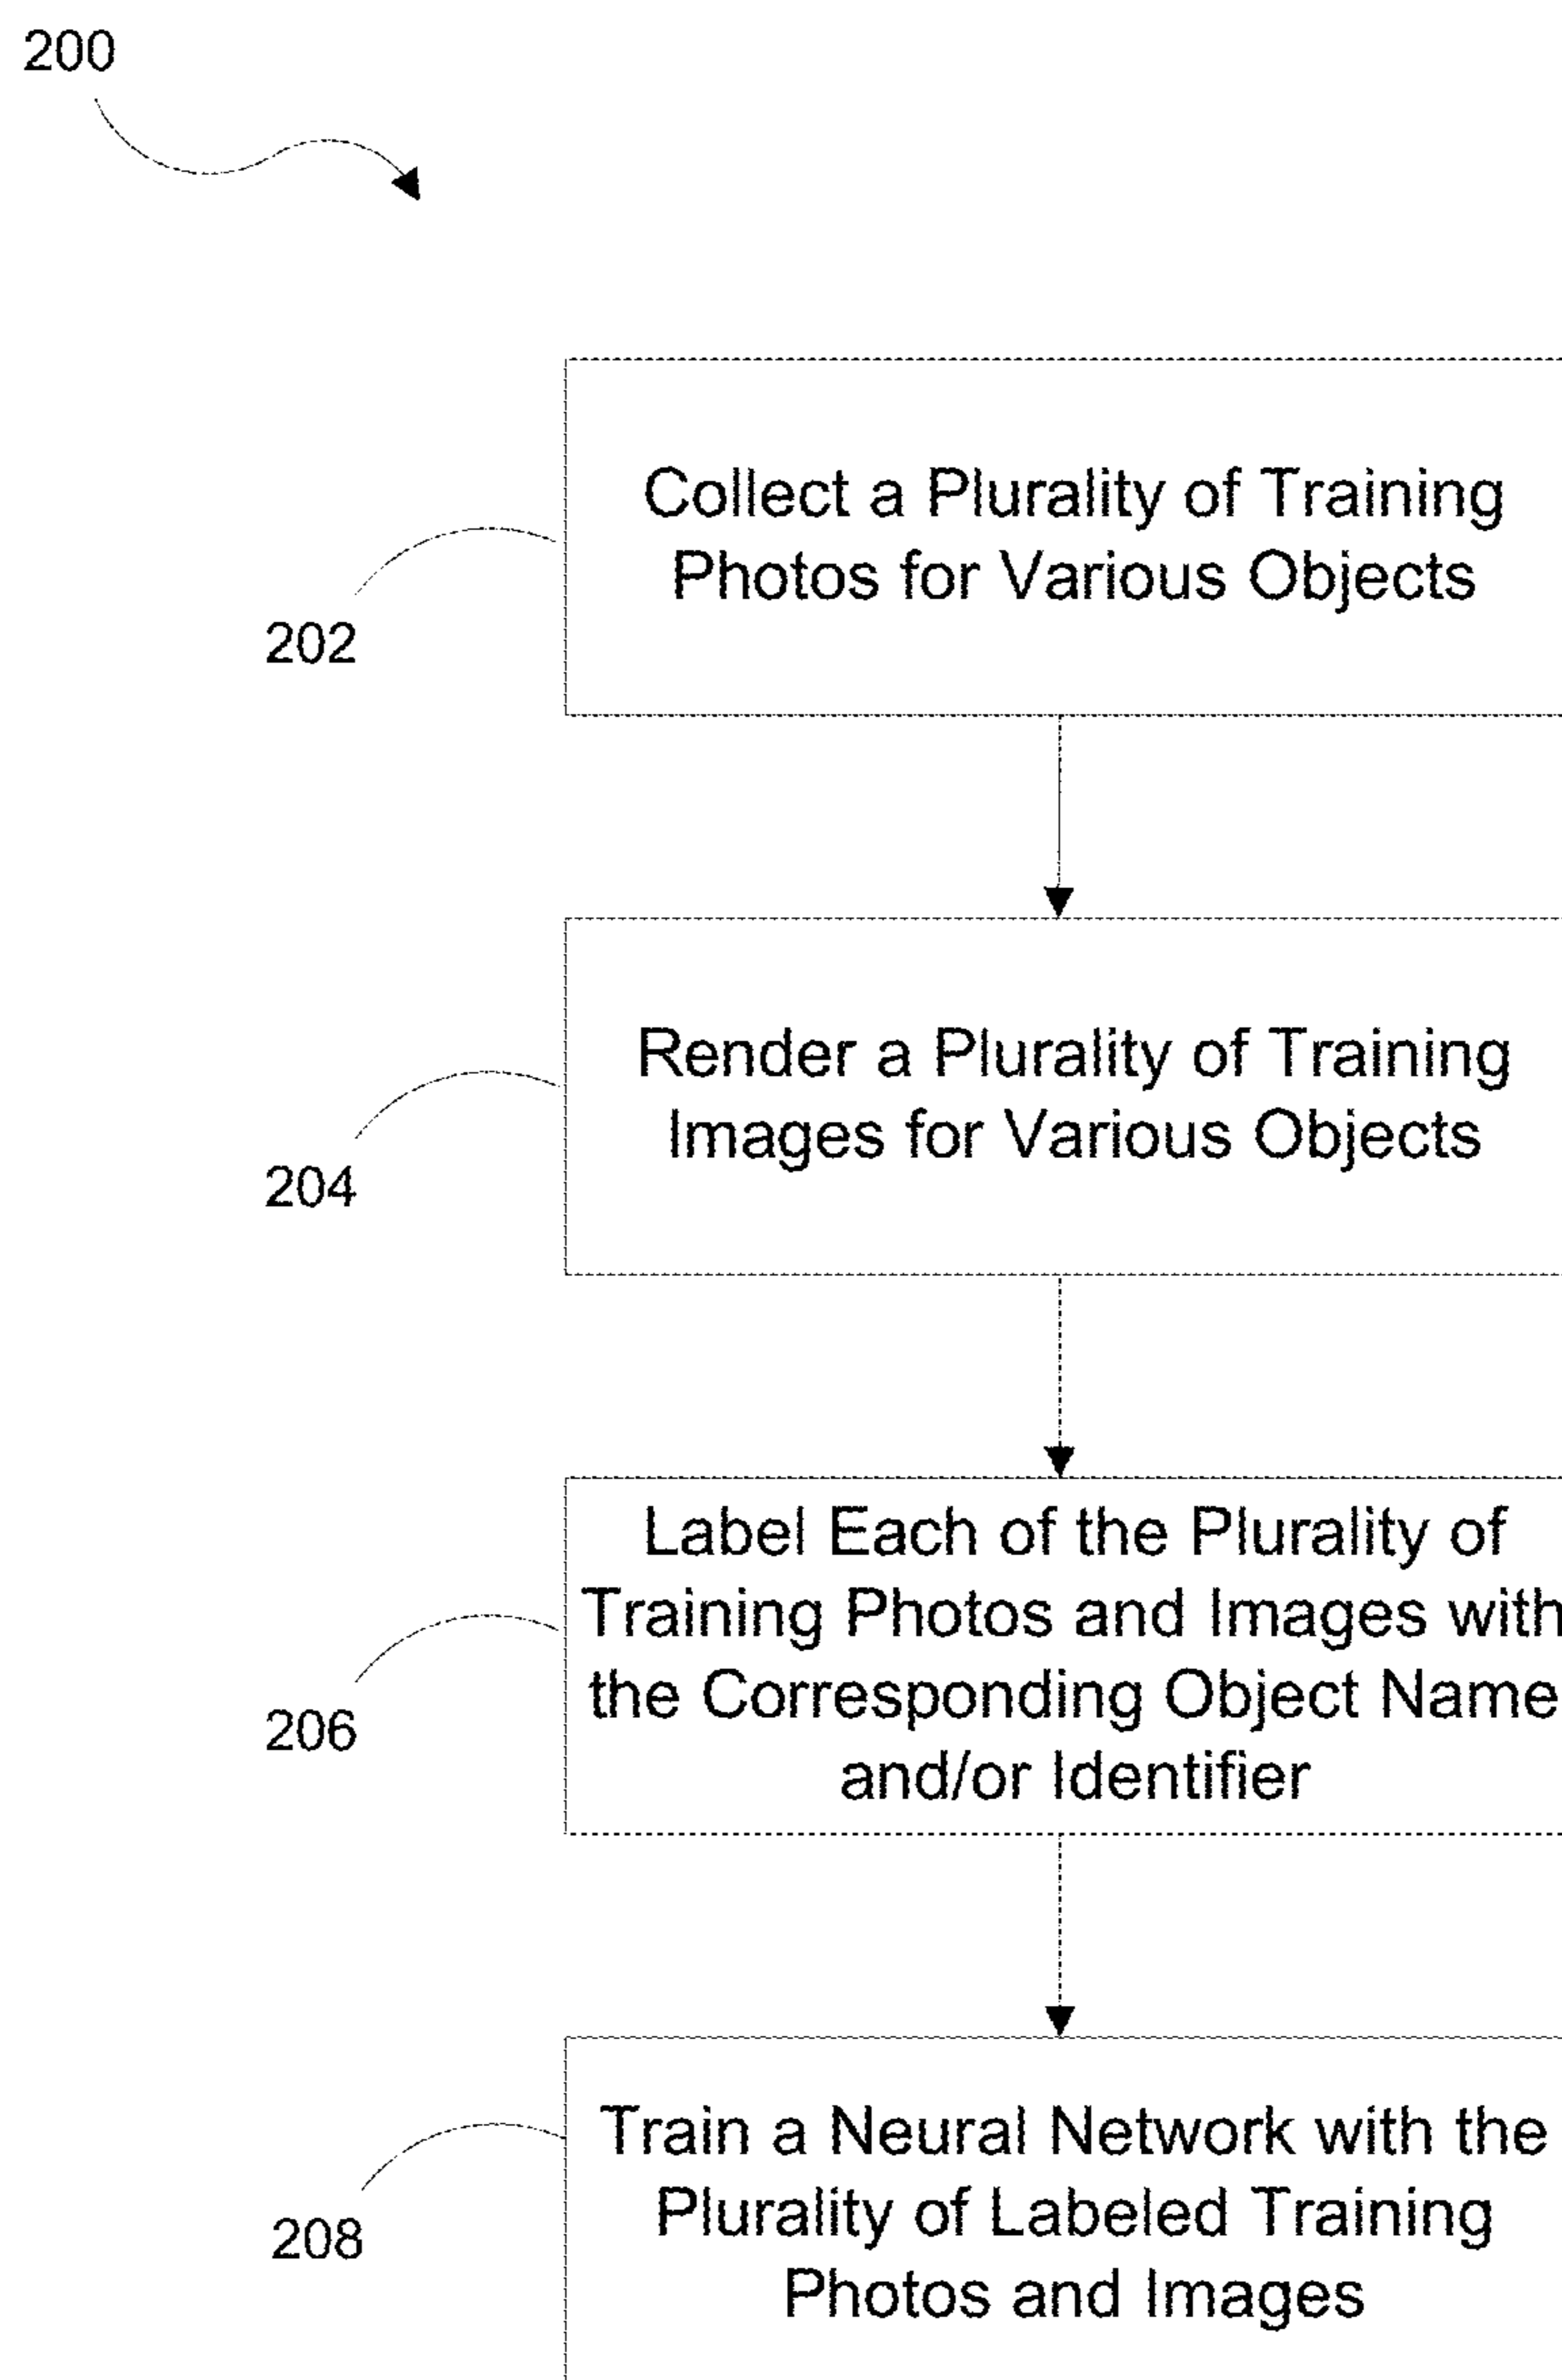 200
Collect a Plurality of Training
Photos for Various Objects
202
Render a Plurality of Training
Images for Various Objects
204
Label Each of the Plurality of
Training Photos and Images with
the Corresponding Object Name
and/or Identifier
206
Train a Neural Network with the
Plurality of Labeled Training
Photos and Images
208